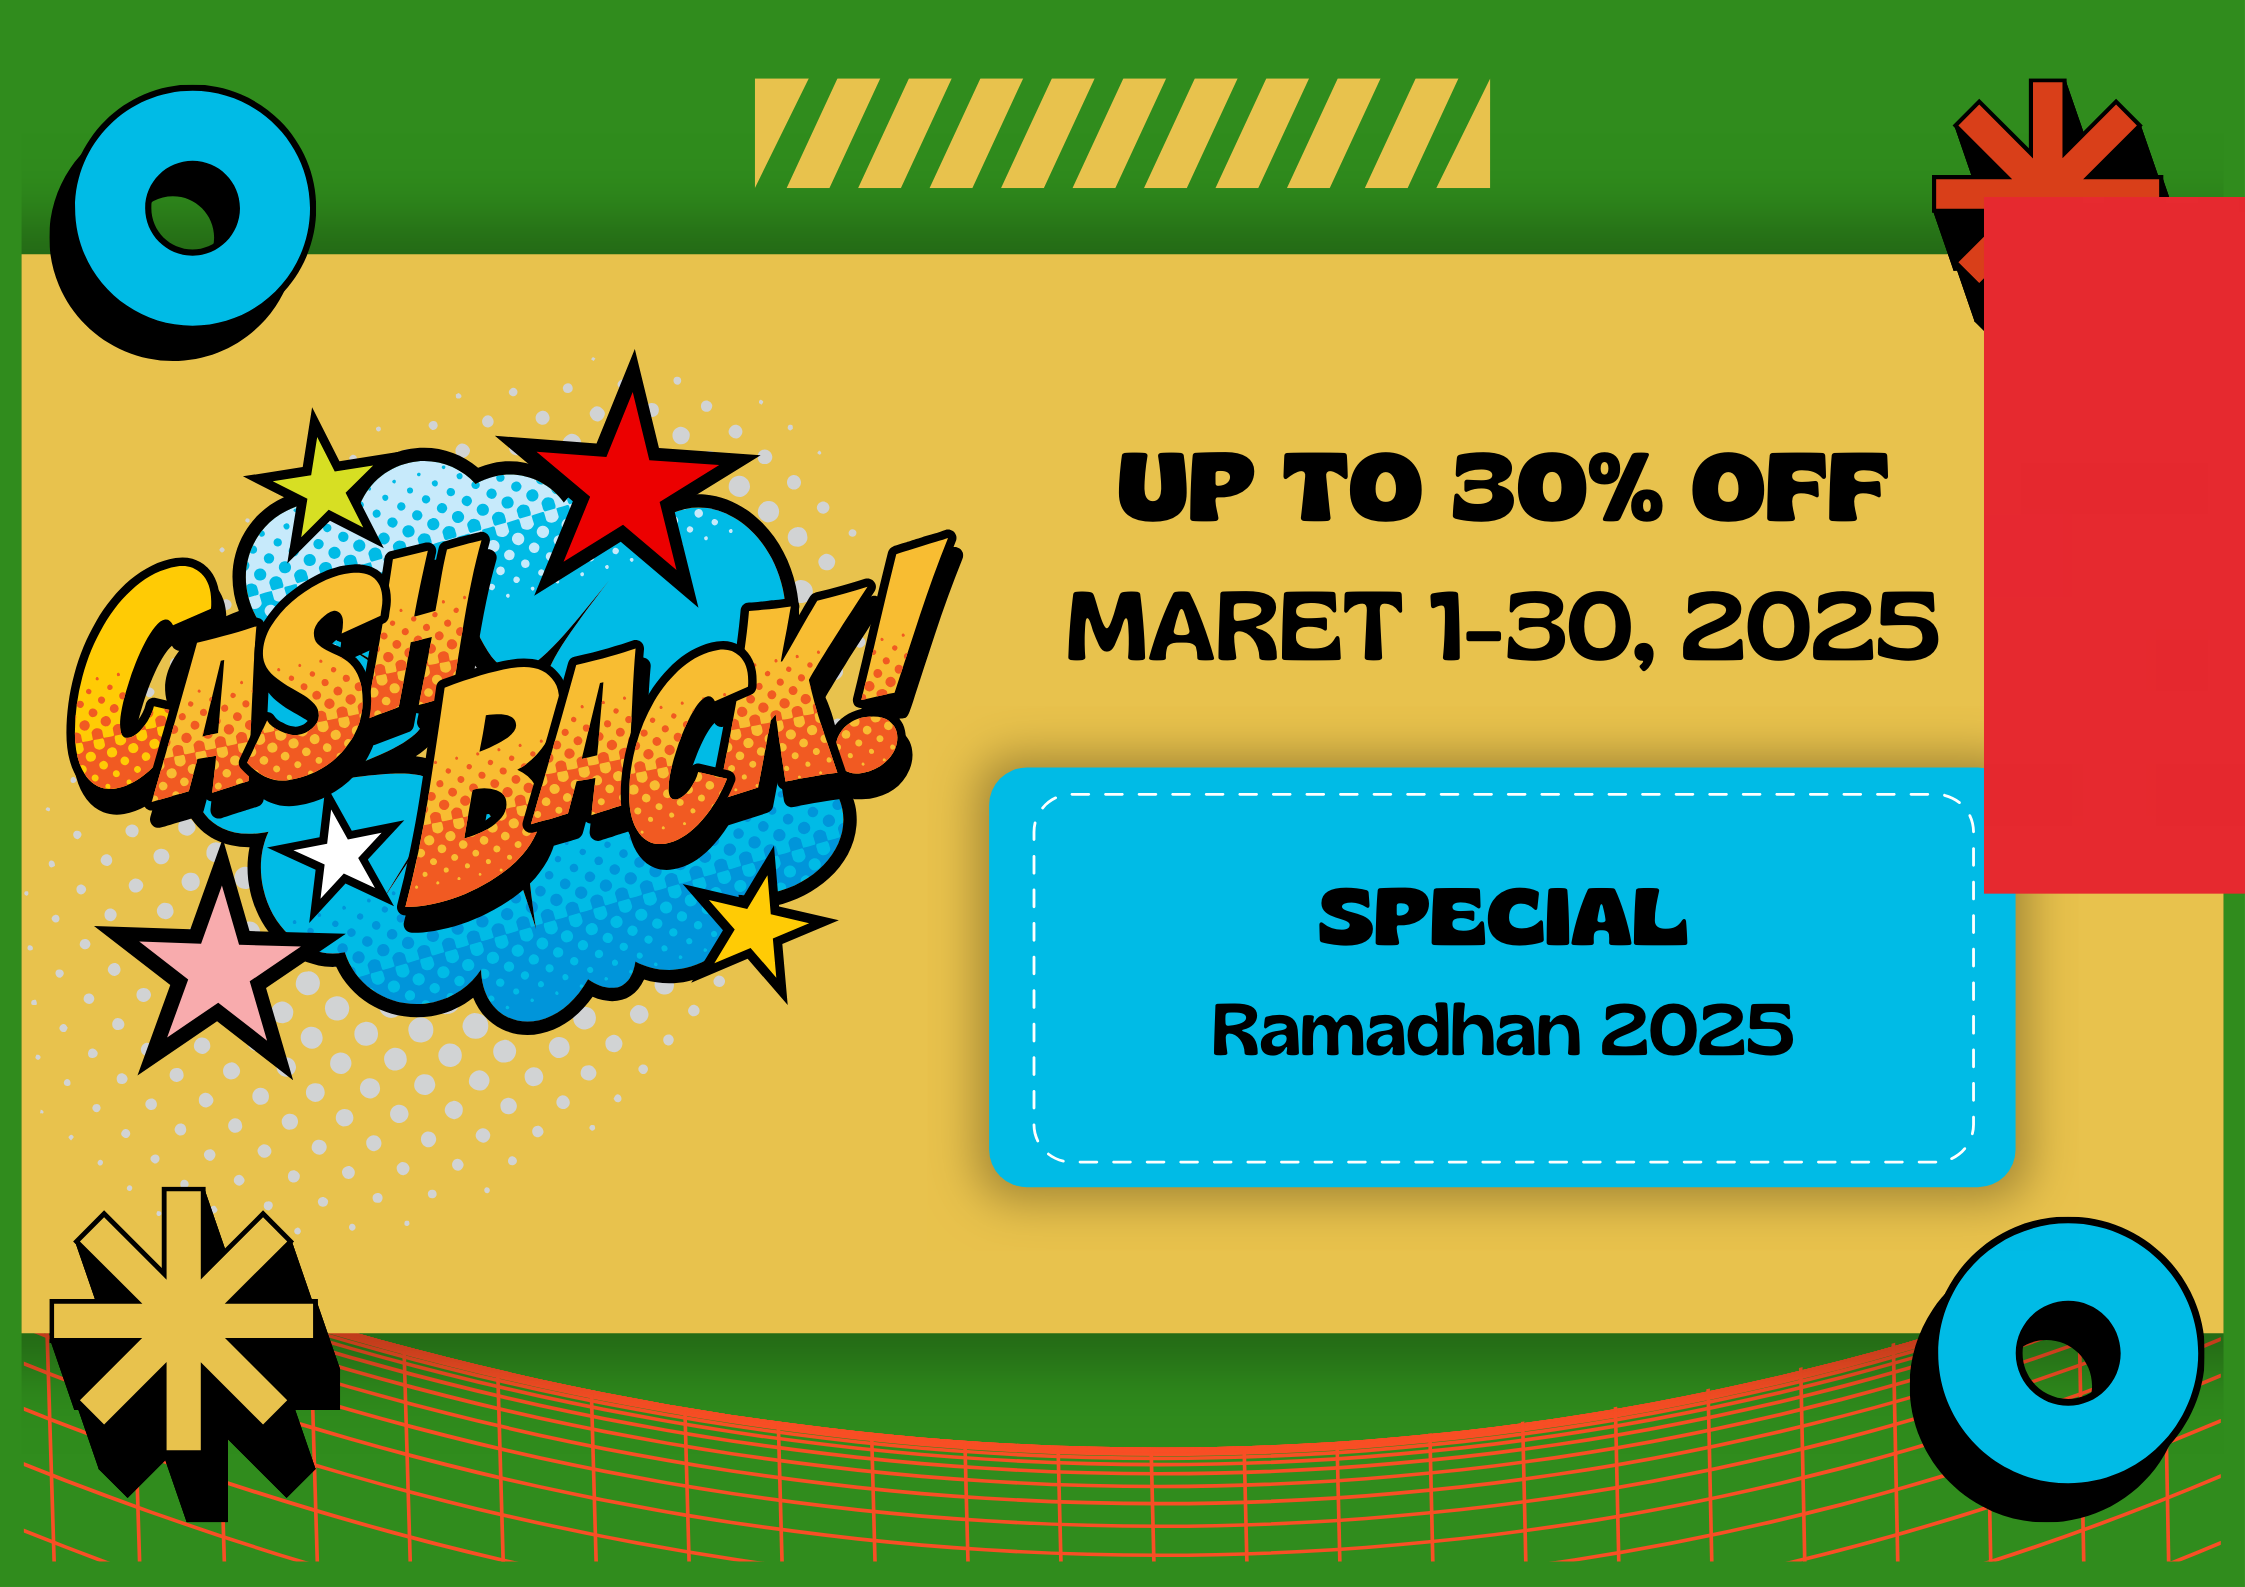 CASH
BACK!
UP TO 30% OFF
MARET 1-30, 2025
SPECIAL
Ramadhan 2025